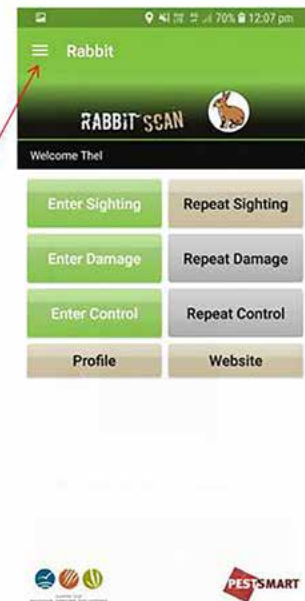 70% 12:07 pm
Rabbit
RABBIT SCAN
Welcome Thel
Enter Sighting Repeat Sighting
Enter Damage Repeat Damage
Enter Control Repeat Control
Profile Website
PESTSMART